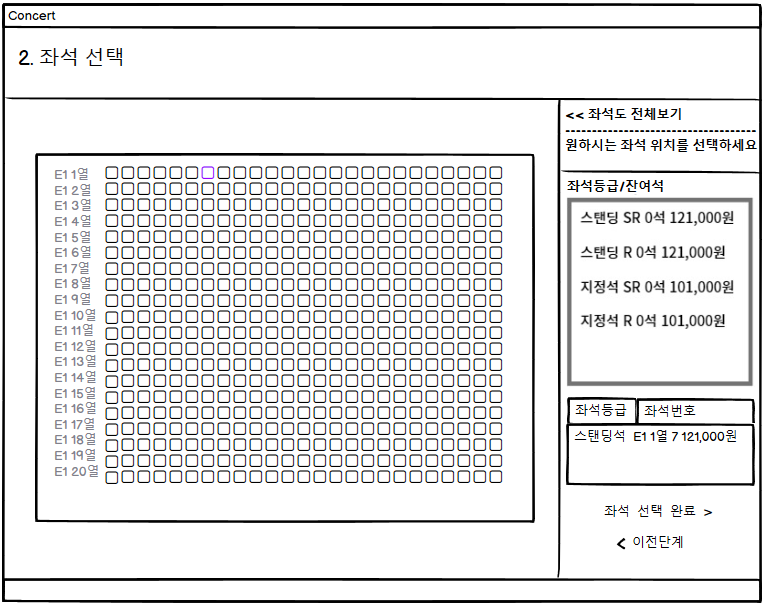 Concert
2. 좌석 선택
<< 좌석도 전체보기
원하시는 좌석 위치를 선택하세요
좌석등급/잔여석
스탠딩 SR 0석 121,000원
스탠딩 R 0석 121,000원
지정석 SR 0석 101,000원
지정석 R 0석 101,000원
E1 1열
E1 2열
E1 3열
E1 4열
E1 5열
E1 6열
E1 7열
E1 8열
E1 9열
E1 10열
E1 11열
E1 12열
E1 13열
E1 14열
E1 15열
E1 16열
E1 17열
E1 18열
E1 19열
E1 20열
좌석등급 좌석번호
스탠딩석 E1 1열 7 121,000원
좌석 선택 완료 >
< 이전단계